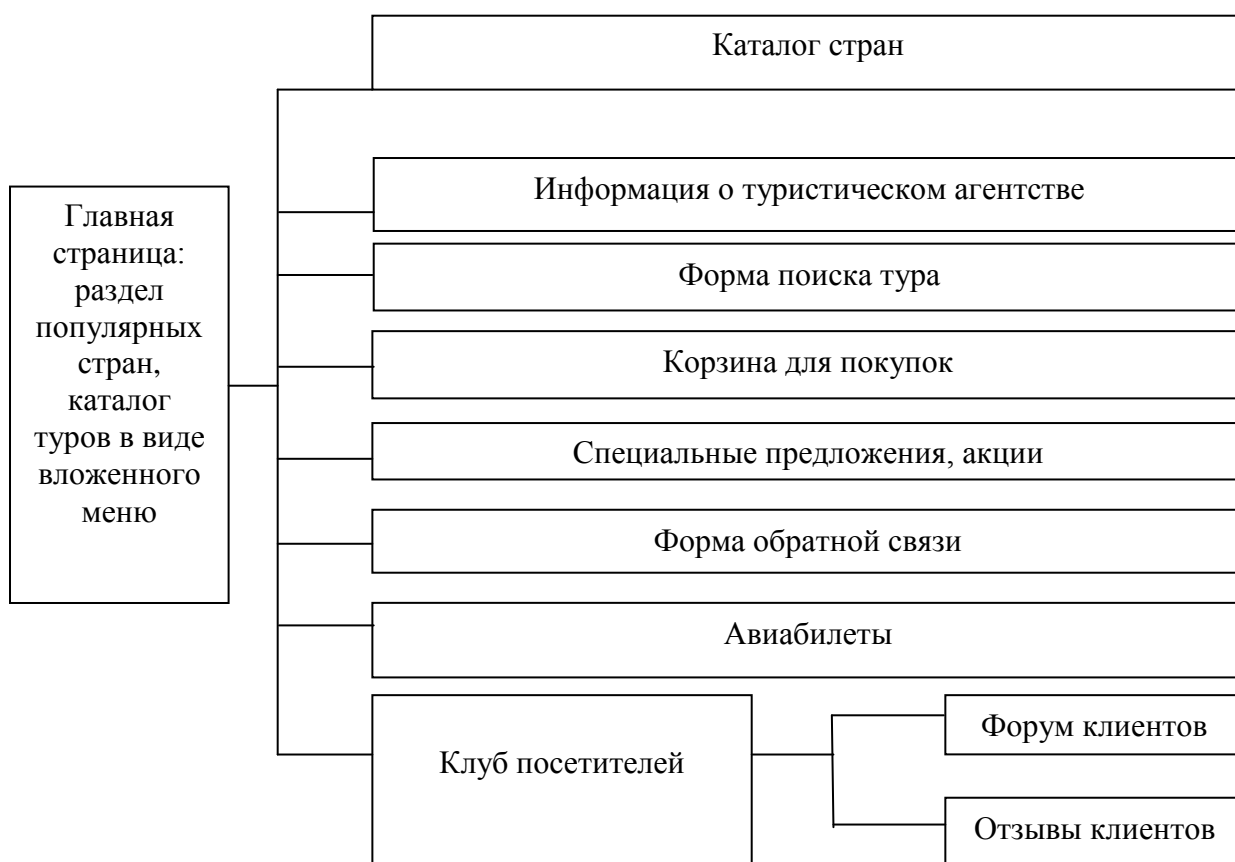 Каталог стран
Информация о туристическом агентстве
Главная
страница:
раздел
популярных
стран,
каталог
туров в виде
вложенного
меню
Форма поиска тура
Корзина для покупок
Специальные предложения, акции
Форма обратной связи
Авиабилеты
Клуб посетителей
Форум клиентов
Отзывы клиентов